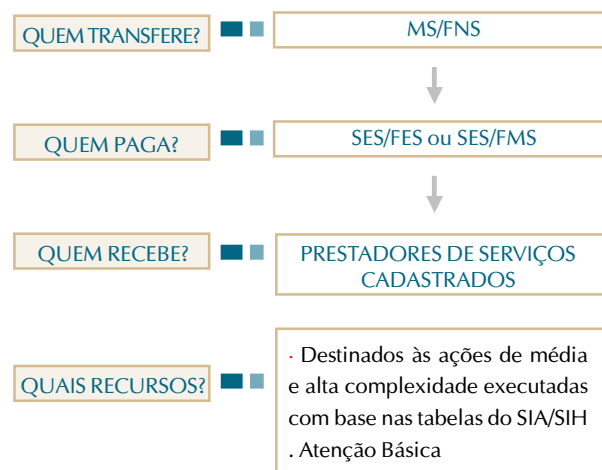 QUEM TRANSFERE?
MS/FNS
QUEM PAGA?
SES/FES ou SES/FMS
QUEM RECEBE?
PRESTADORES DE SERVIÇOS
CADASTRADOS
QUAIS RECURSOS?
· Destinados às ações de média
e alta complexidade executadas
com base nas tabelas do SIA/SIH
. Atenção Básica